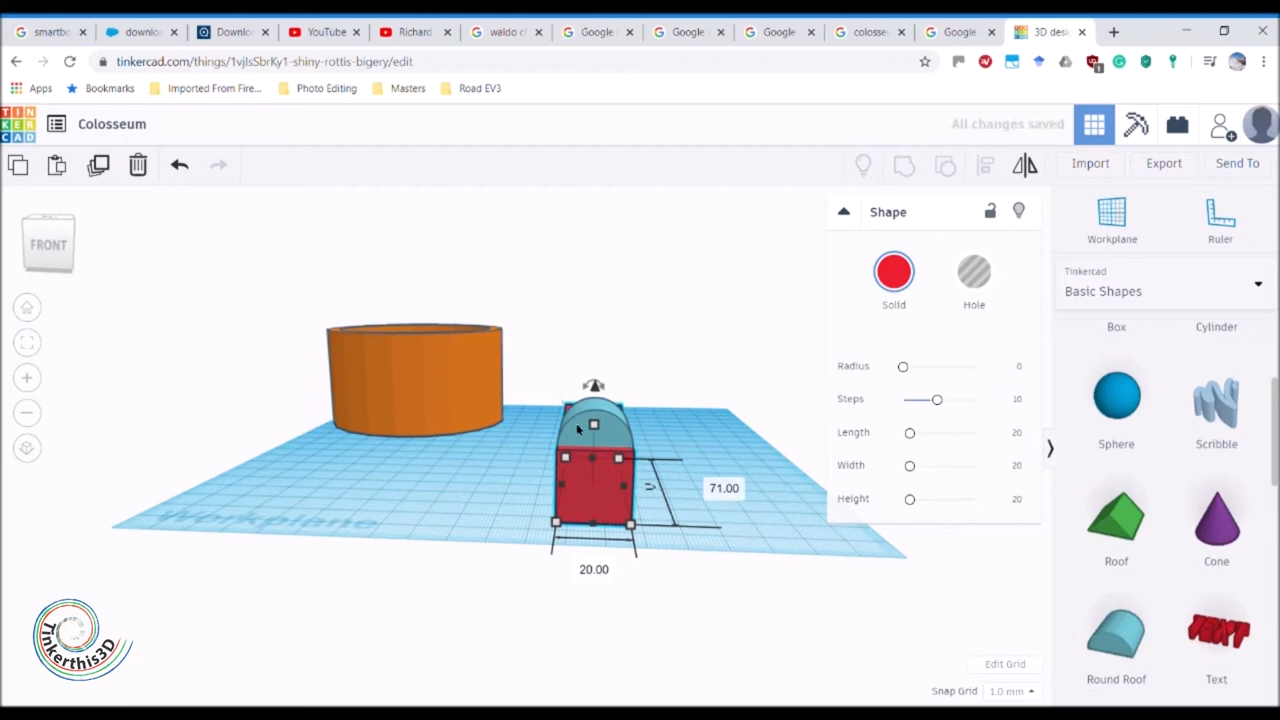 smartbo
downloa
Downlo
YouTube
Richard
waldo C
Google
Google
Google
colosse
Google
3D desi
tinkercad.com/things/1vjIsSbrKy1-shiny-rottis-bigery/edit
1
Apps
Bookmarks
Imported From Fire...
Photo Editing
Masters
Road EV3
TIN
KER
CAD
Colosseum
All changes saved
Import
Export
Send To
FRONT
Shape
Solid
Hole
Radius
0
Steps
10
Length
20
Width
20
Height
20
Workplane
Ruler
Tinkercad
Basic Shapes
Box
Cylinder
Sphere
Scribble
Roof
Cone
TEXT
Round Roof
Text
71.00
20.00
Workplane
Tinkerthis3D
Edit Grid
Snap Grid
1.0 mm